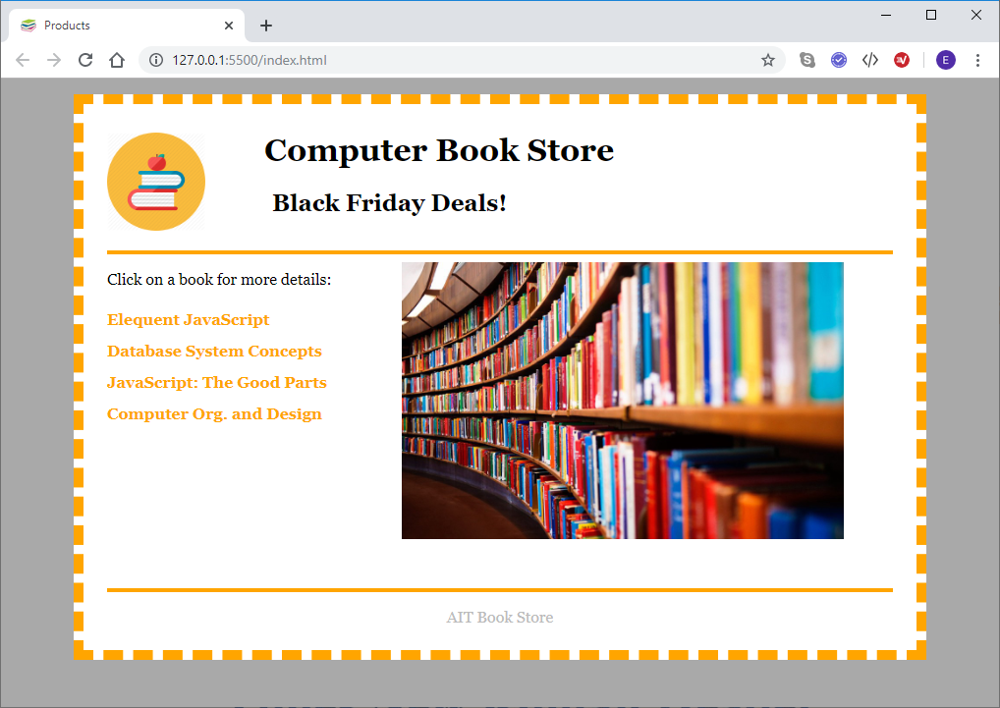 Products
127.0.0.1:5500/index.html
E
Computer Book Store
Black Friday Deals!
Click on a book for more details:
Elequent JavaScript
Database System Concepts
JavaScript: The Good Parts
Computer Org. and Design
AIT Book Store